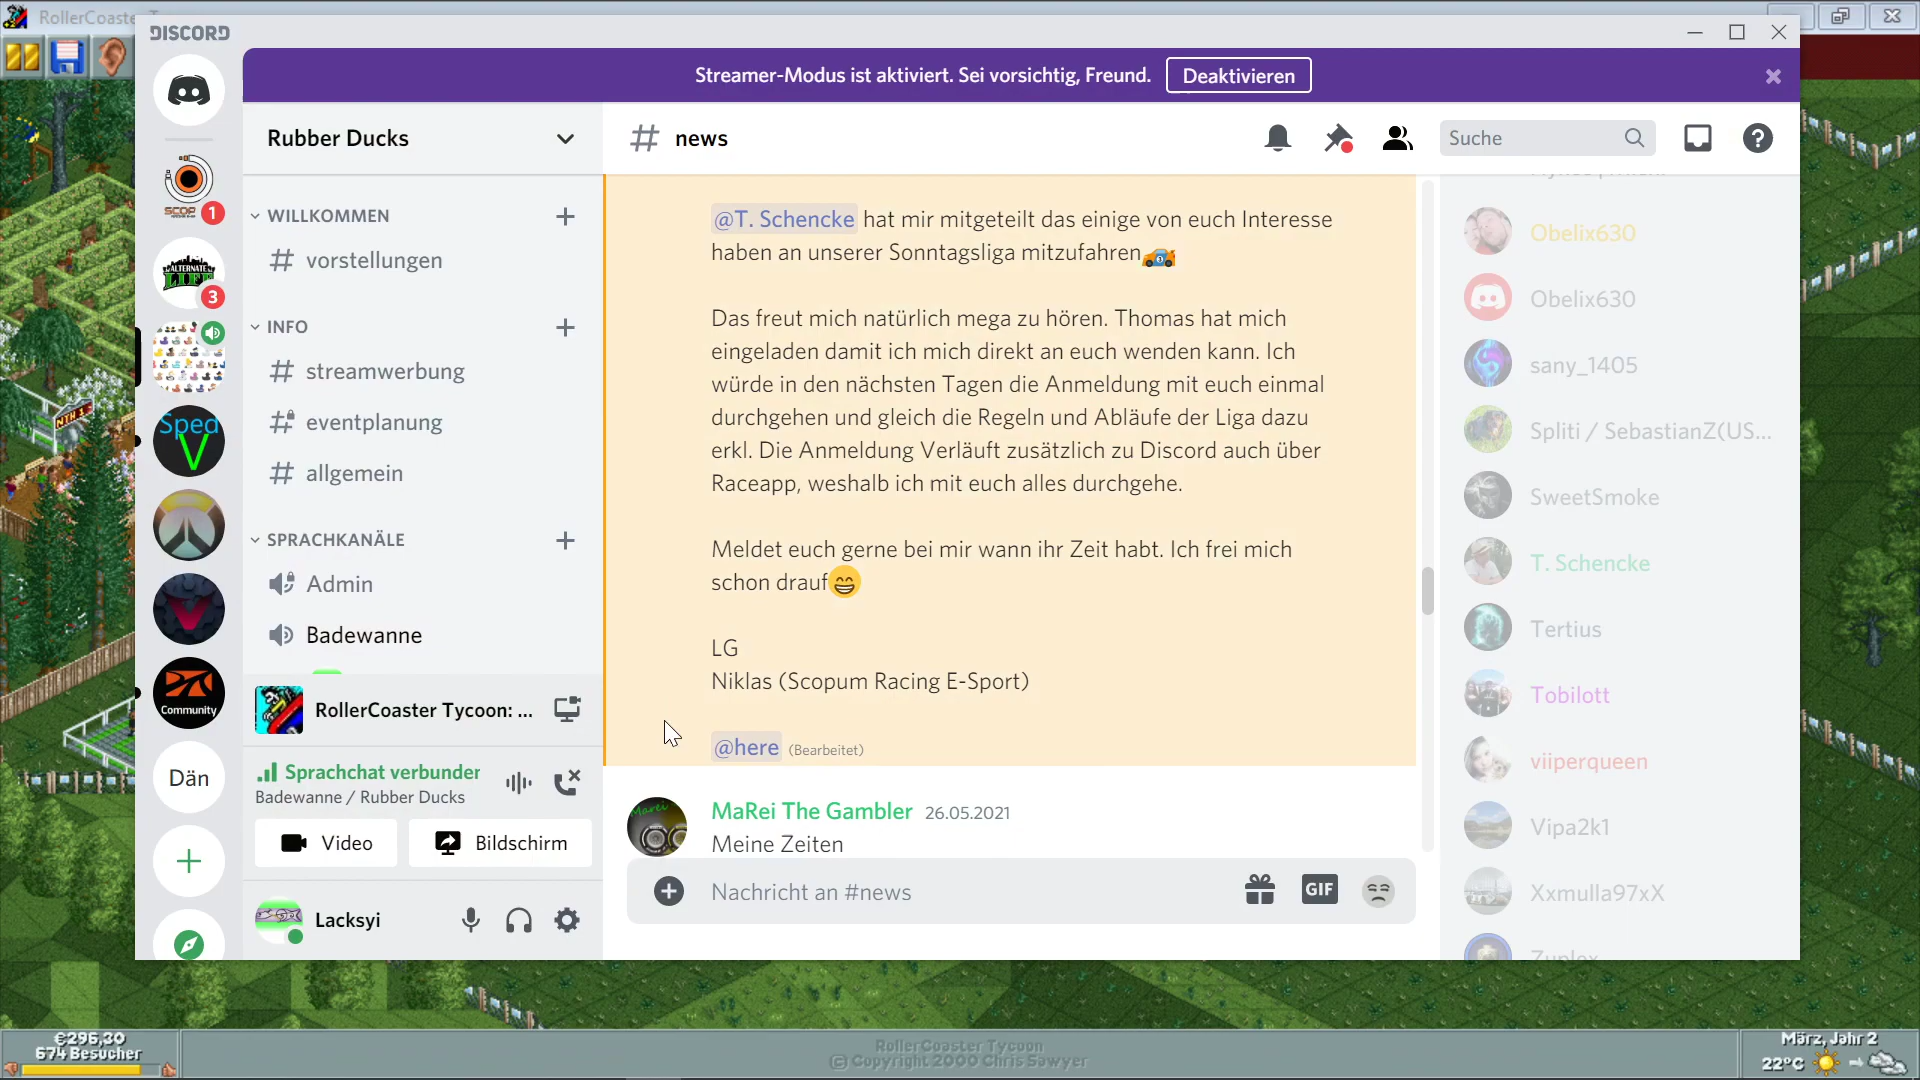 RollerCoaste
DISCORD
Streamer-Modus ist aktiviert. Sei vorsichtig, Freund.
Deaktivieren
Rubber Ducks
news
Suche
SCOP
1
WILLKOMMEN
vorstellungen
ALTERNATE
LIFE
3
INFO
streamwerbung
eventplanung
allgemein
Sped
V
SPRACHKANÄLE
Admin
Badewanne
Community
Dän
RollerCoaster Tycoon: ...
Sprachchat verbunden
Badewanne / Rubber Ducks
Video
Bildschirm
Lacksyi
@T. Schencke hat mir mitgeteilt das einige von euch Interesse
haben an unserer Sonntagsliga mitzufahren
Das freut mich natürlich mega zu hören. Thomas hat mich
eingeladen damit ich mich direkt an euch wenden kann. Ich
würde in den nächsten Tagen die Anmeldung mit euch einmal
durchgehen und gleich die Regeln und Abläufe der Liga dazu
erkl. Die Anmeldung Verläuft zusätzlich zu Discord auch über
Raceapp, weshalb ich mit euch alles durchgehe.
Meldet euch gerne bei mir wann ihr Zeit habt. Ich frei mich
schon drauf
LG
Niklas (Scopum Racing E-Sport)
@here (Bearbeitet)
MaRei The Gambler 26.05.2021
Meine Zeiten
Nachricht an #news
GIF
Obelix630
Obelix630
sany_1405
Spliti / SebastianZ(US...
SweetSmoke
T. Schencke
Tertius
Tobilott
viiperqueen
Vipa2k1
Xxmulla97xX
€296,30
674 Besucher
RollerCoaster Tycoon
© Copyright 2000 Chris Sawyer
März, Jahr 2
22°C